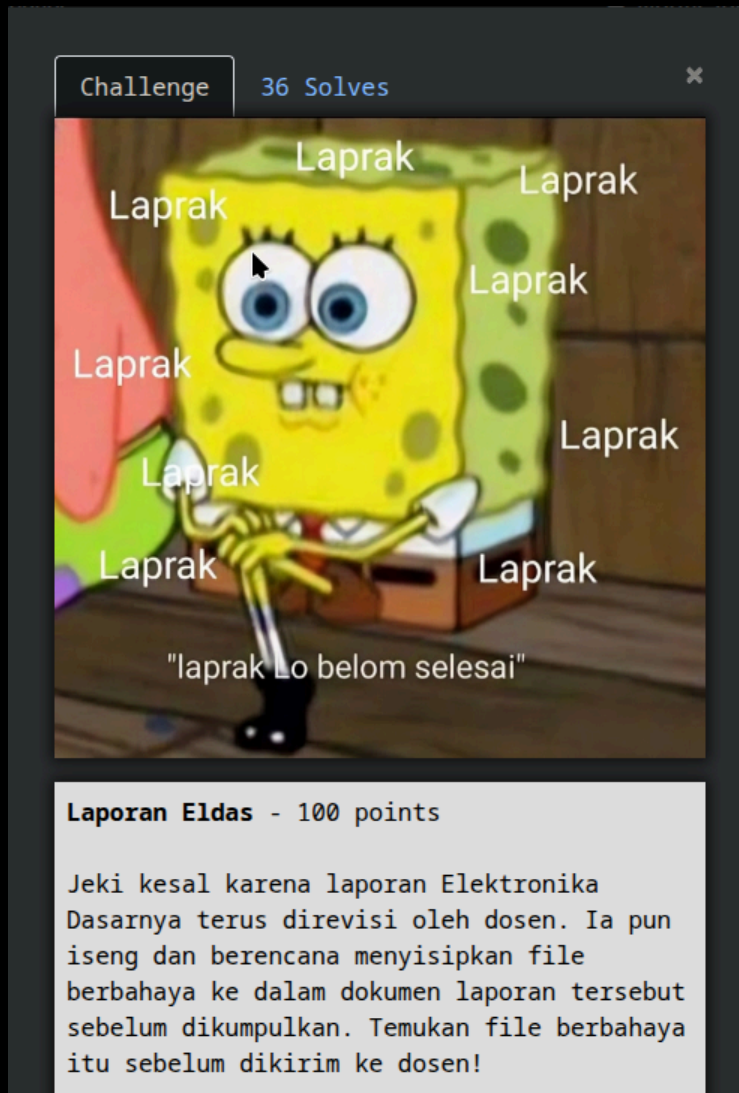 Challenge 36 Solves ×
Laprak
Laprak
Laprak
Laprak
Laprak
Laprak
Laprak
Laprak
Laprak
"laprak Lo belom selesai"
Laporan Eldas - 100 points
Jeki kesal karena laporan Elektronika
Dasarnya terus direvisi oleh dosen. Ia pun
iseng dan berencana menyisipkan file
berbahaya ke dalam dokumen laporan tersebut
sebelum dikumpulkan. Temukan file berbahaya
itu sebelum dikirim ke dosen!